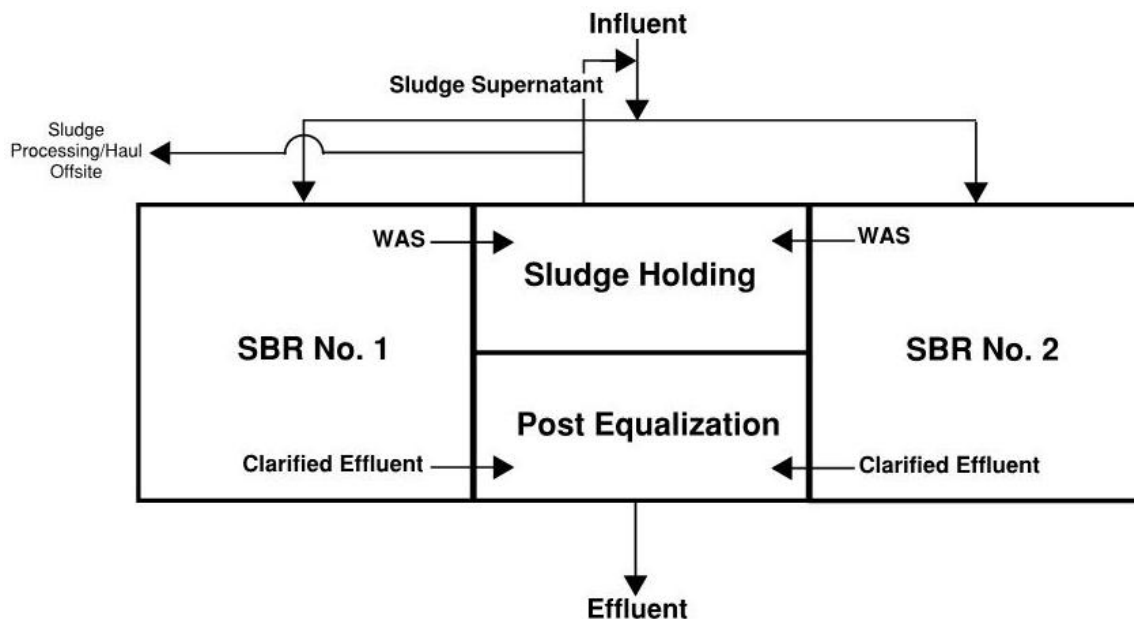 Influent
Sludge Supernatant
Sludge
Processing/Haul
Offsite
WAS
WAS
Sludge Holding
SBR No. 1
SBR No. 2
Post Equalization
Clarified Effluent
Clarified Effluent
Effluent